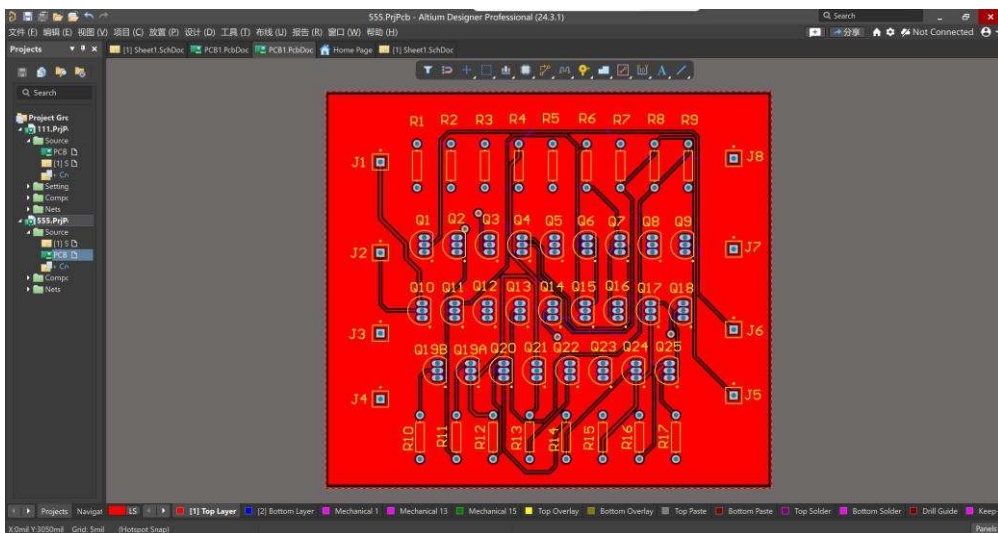 555.PrjPcb - Altium Designer Professional (24.3.1)
Search
文件 (F) 编辑 (E) 视图 (V) 项目 (C) 放置 (P) 设计 (D) 工具 (T) 布线 (U) 报告 (R) 窗口 (W) 帮助 (H)
分享
Not Connected
Projects
[1] Sheet1.SchDoc
PCB1.PcbDoc
PCB1.PcbDoc
Home Page
[1] Sheet1.SchDoc
Search
Project Grc
111.PrjP
Source
PCB
[1] S
Cn
Setting
Compc
Nets
555.PrjP
Source
[1] S
PCB
Cn
Compc
Nets
R1 R2 R3 R4 R5 R6 R7 R8 R9
J1 J8
Q1 Q2 Q3 Q4 Q5 Q6 Q7 Q8 Q9
J2 J7
Q10 Q11 Q12 Q13 Q14 Q15 Q16 Q17 Q18
J3 J6
Q19B Q19A Q20 Q21 Q22 Q23 Q24 Q25
J4 J5
R10 R11 R12 R13 R14 R15 R16 R17
Projects Navigat LS [1] Top Layer [2] Bottom Layer Mechanical 1 Mechanical 13 Mechanical 15 Top Overlay Bottom Overlay Top Paste Bottom Paste Top Solder Bottom Solder Drill Guide Keep-
X:0mil Y:3050mil Grid: 5mil (Hotspot Snap) Panels